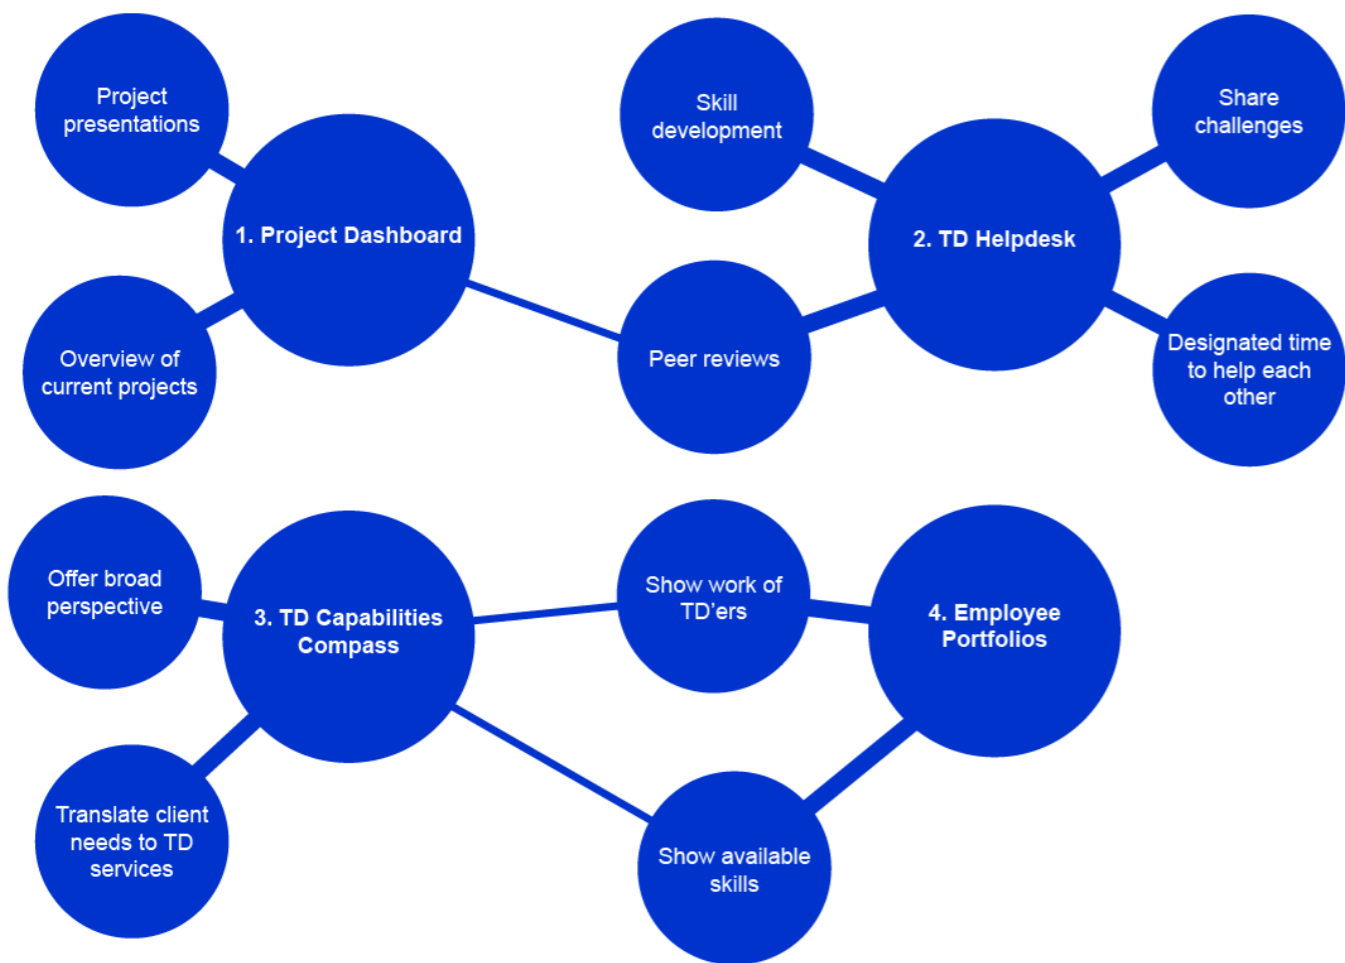 Project
presentations
1. Project Dashboard
Overview of
current projects
Skill
development
Share
challenges
2. TD Helpdesk
Peer reviews
Designated time
to help each
other
Offer broad
perspective
3. TD Capabilities
Compass
Translate client
needs to TD
services
Show work of
TD'ers
4. Employee
Portfolios
Show available
skills